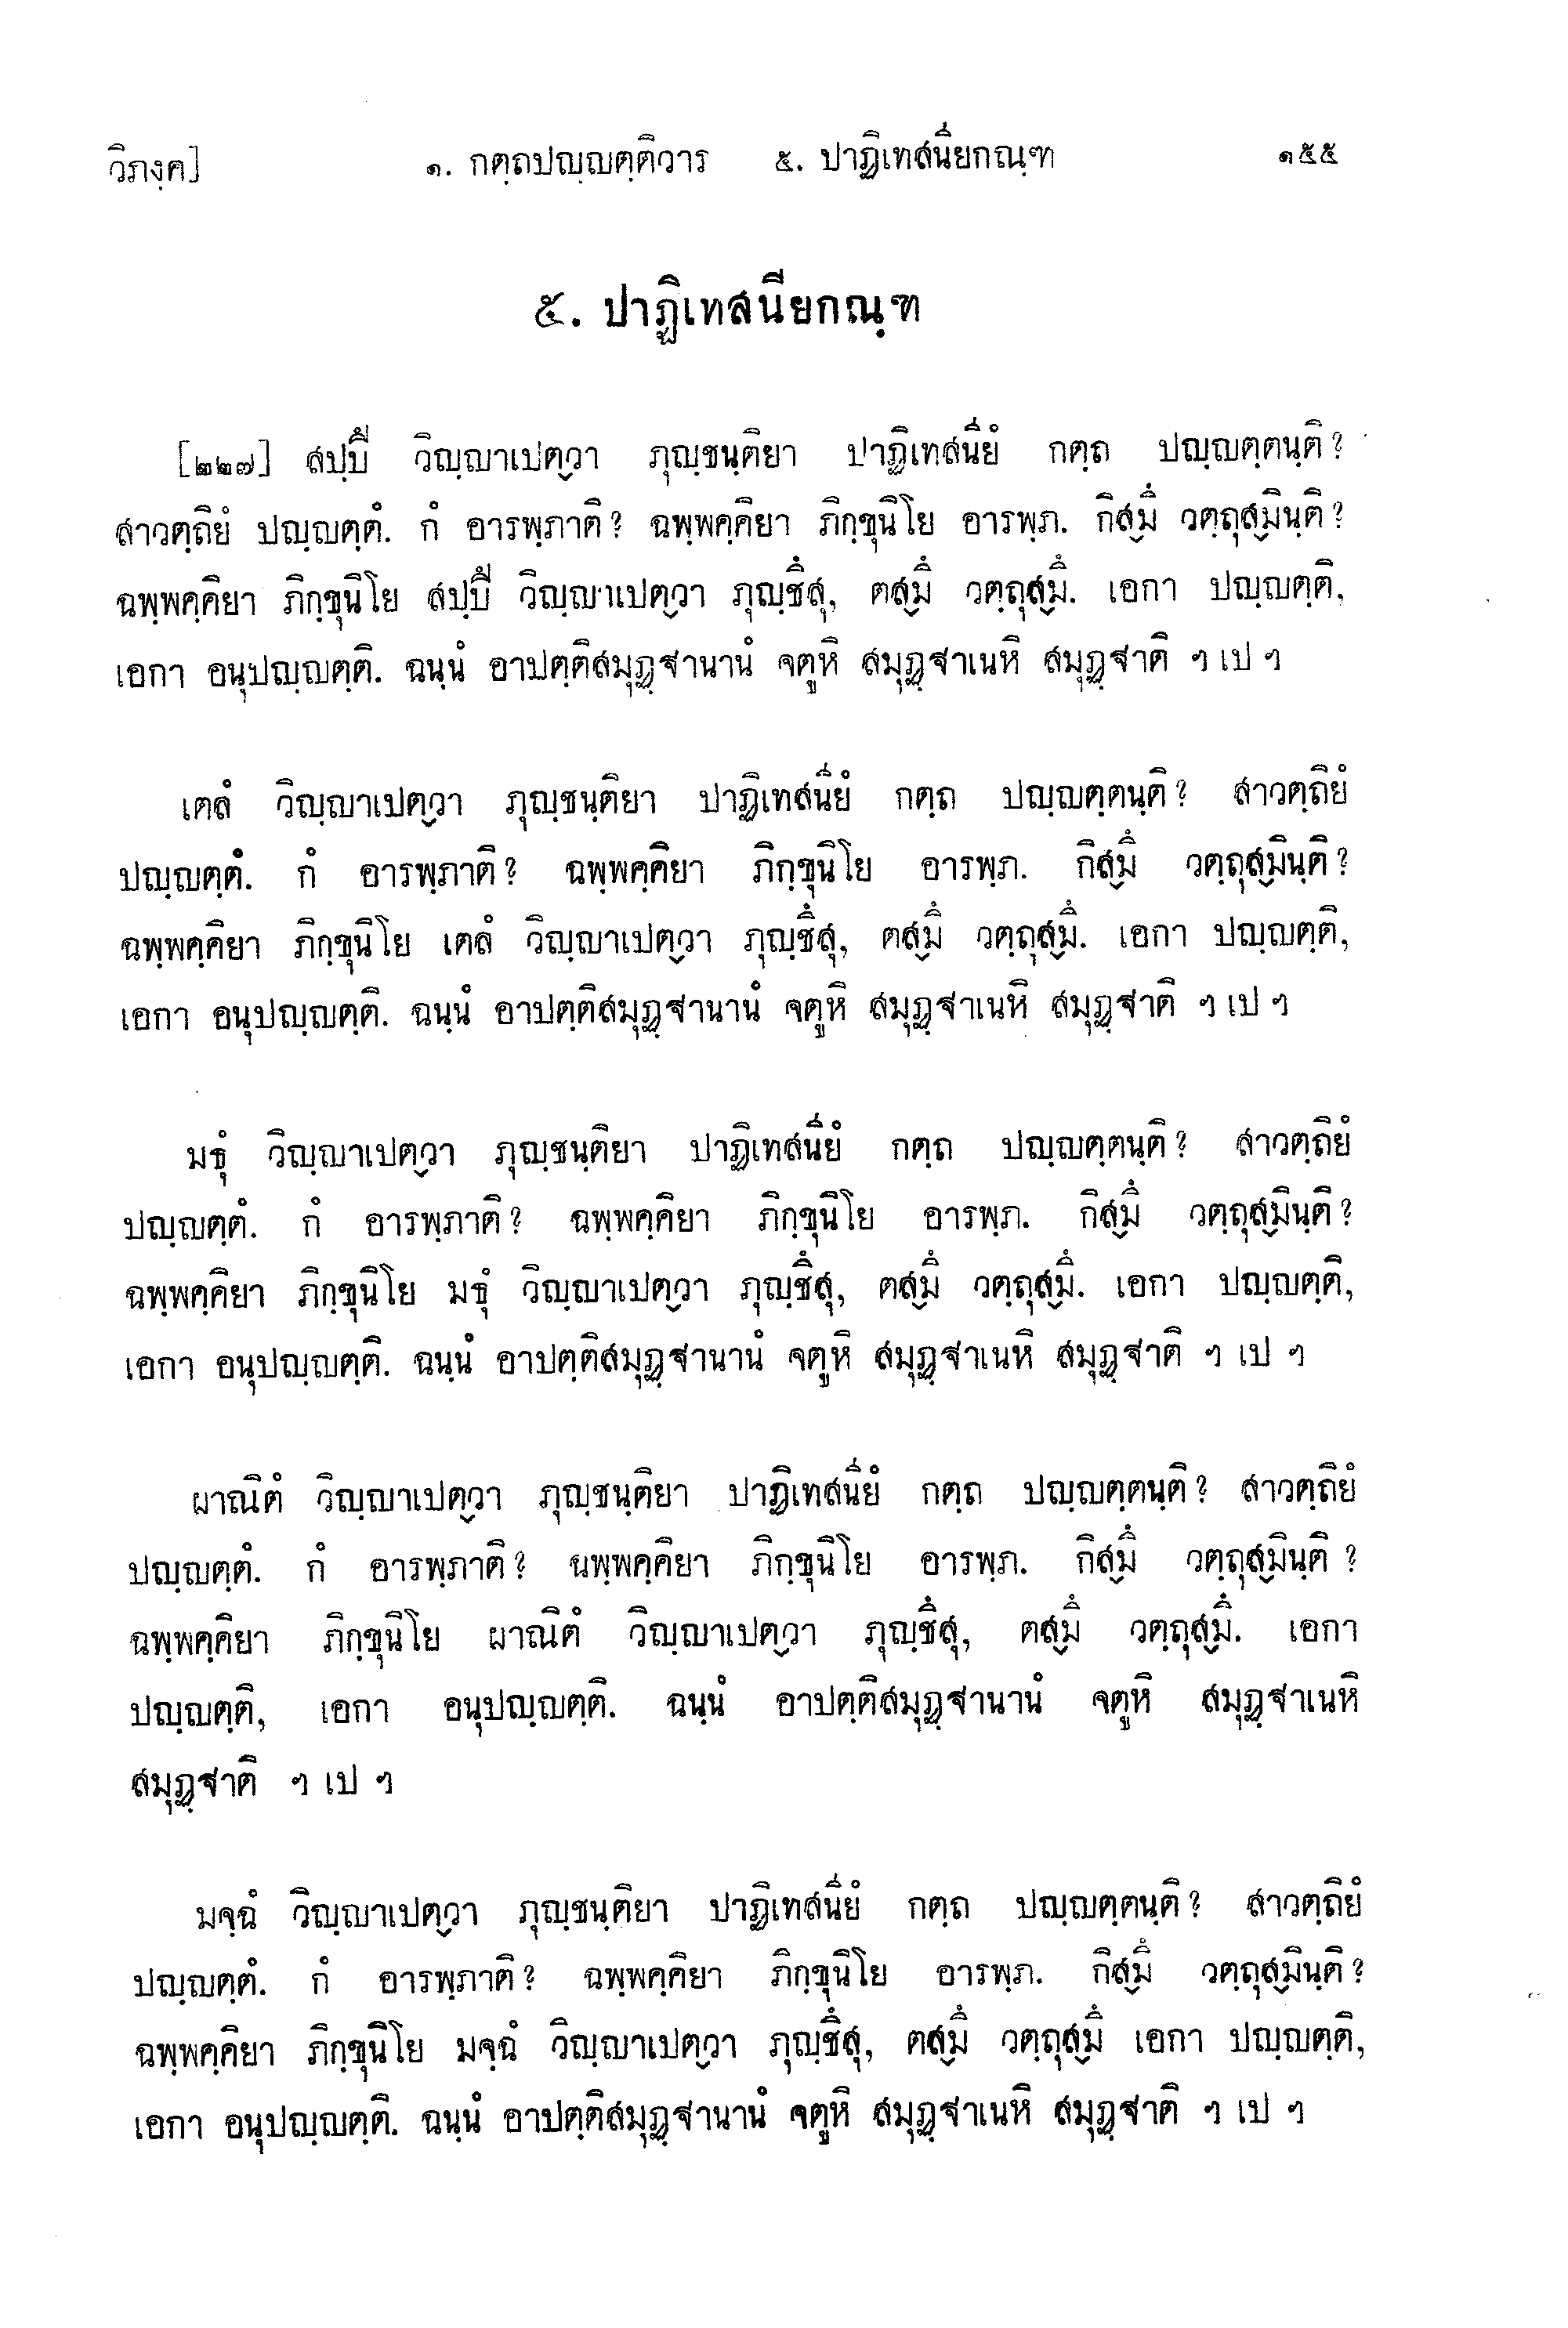 วิภงฺค]
๑. กตฺถปญฺญตฺติวาร ๕. ปาฏิเทสนียกณฺฑ
๑๕๕
๕. ปาฏิเทสนียกณฺฑ
[๒๒๗] สปฺปึ วิญฺญาเปตฺวา ภุญฺชนฺติยา ปาฏิเทสนียํ กตฺถ ปญฺญตฺตนฺติ?
สาวตฺถิยํ ปญฺญตฺตํ. กํ อารพฺภาติ? ฉพฺพคฺคิยา ภิกฺขุนิโย อารพฺภ. กิสฺมึ วตฺถุสฺมินฺติ?
ฉพฺพคฺคิยา ภิกฺขุนิโย สปฺปึ วิญฺญาเปตฺวา ภุญฺชึสุ, ตสฺมึ วตฺถุสฺมึ. เอกา ปญฺญตฺติ,
เอกา อนุปญฺญตฺติ. ฉนฺนํ อาปตฺติสมุฏฺฐานานํ จตูหิ สมุฏฺฐาเนหิ สมุฏฺฐาติ ฯ เป ฯ
เตลํ วิญฺญาเปตฺวา ภุญฺชนฺติยา ปาฏิเทสนียํ กตฺถ ปญฺญตฺตนฺติ? สาวตฺถิยํ
ปญฺญตฺตํ. กํ อารพฺภาติ? ฉพฺพคฺคิยา ภิกฺขุนิโย อารพฺภ. กิสฺมึ วตฺถุสฺมินฺติ?
ฉพฺพคฺคิยา ภิกฺขุนิโย เตลํ วิญฺญาเปตฺวา ภุญฺชึสุ, ตสฺมึ วตฺถุสฺมึ. เอกา ปญฺญตฺติ,
เอกา อนุปญฺญตฺติ. ฉนฺนํ อาปตฺติสมุฏฺฐานานํ จตูหิ สมุฏฺฐาเนหิ สมุฏฺฐาติ ฯ เป ฯ
มธุํ วิญฺญาเปตฺวา ภุญฺชนฺติยา ปาฏิเทสนียํ กตฺถ ปญฺญตฺตนฺติ? สาวตฺถิยํ
ปญฺญตฺตํ. กํ อารพฺภาติ? ฉพฺพคฺคิยา ภิกฺขุนิโย อารพฺภ. กิสฺมึ วตฺถุสฺมินฺติ?
ฉพฺพคฺคิยา ภิกฺขุนิโย มธุํ วิญฺญาเปตฺวา ภุญฺชึสุ, ตสฺมึ วตฺถุสฺมึ. เอกา ปญฺญตฺติ,
เอกา อนุปญฺญตฺติ. ฉนฺนํ อาปตฺติสมุฏฺฐานานํ จตูหิ สมุฏฺฐาเนหิ สมุฏฺฐาติ ฯ เป ฯ
ผาณิตํ วิญฺญาเปตฺวา ภุญฺชนฺติยา ปาฏิเทสนียํ กตฺถ ปญฺญตฺตนฺติ? สาวตฺถิยํ
ปญฺญตฺตํ. กํ อารพฺภาติ? ฉพฺพคฺคิยา ภิกฺขุนิโย อารพฺภ. กิสฺมึ วตฺถุสฺมินฺติ?
ฉพฺพคฺคิยา ภิกฺขุนิโย ผาณิตํ วิญฺญาเปตฺวา ภุญฺชึสุ, ตสฺมึ วตฺถุสฺมึ. เอกา
ปญฺญตฺติ, เอกา อนุปญฺญตฺติ. ฉนฺนํ อาปตฺติสมุฏฺฐานานํ จตูหิ สมุฏฺฐาเนหิ
สมุฏฺฐาติ ฯ เป ฯ
มจฺฉํ วิญฺญาเปตฺวา ภุญฺชนฺติยา ปาฏิเทสนียํ กตฺถ ปญฺญตฺตนฺติ? สาวตฺถิยํ
ปญฺญตฺตํ. กํ อารพฺภาติ? ฉพฺพคฺคิยา ภิกฺขุนิโย อารพฺภ. กิสฺมึ วตฺถุสฺมินฺติ?
ฉพฺพคฺคิยา ภิกฺขุนิโย มจฺฉํ วิญฺญาเปตฺวา ภุญฺชึสุ, ตสฺมึ วตฺถุสฺมึ เอกา ปญฺญตฺติ,
เอกา อนุปญฺญตฺติ. ฉนฺนํ อาปตฺติสมุฏฺฐานานํ จตูหิ สมุฏฺฐาเนหิ สมุฏฺฐาติ ฯ เป ฯ